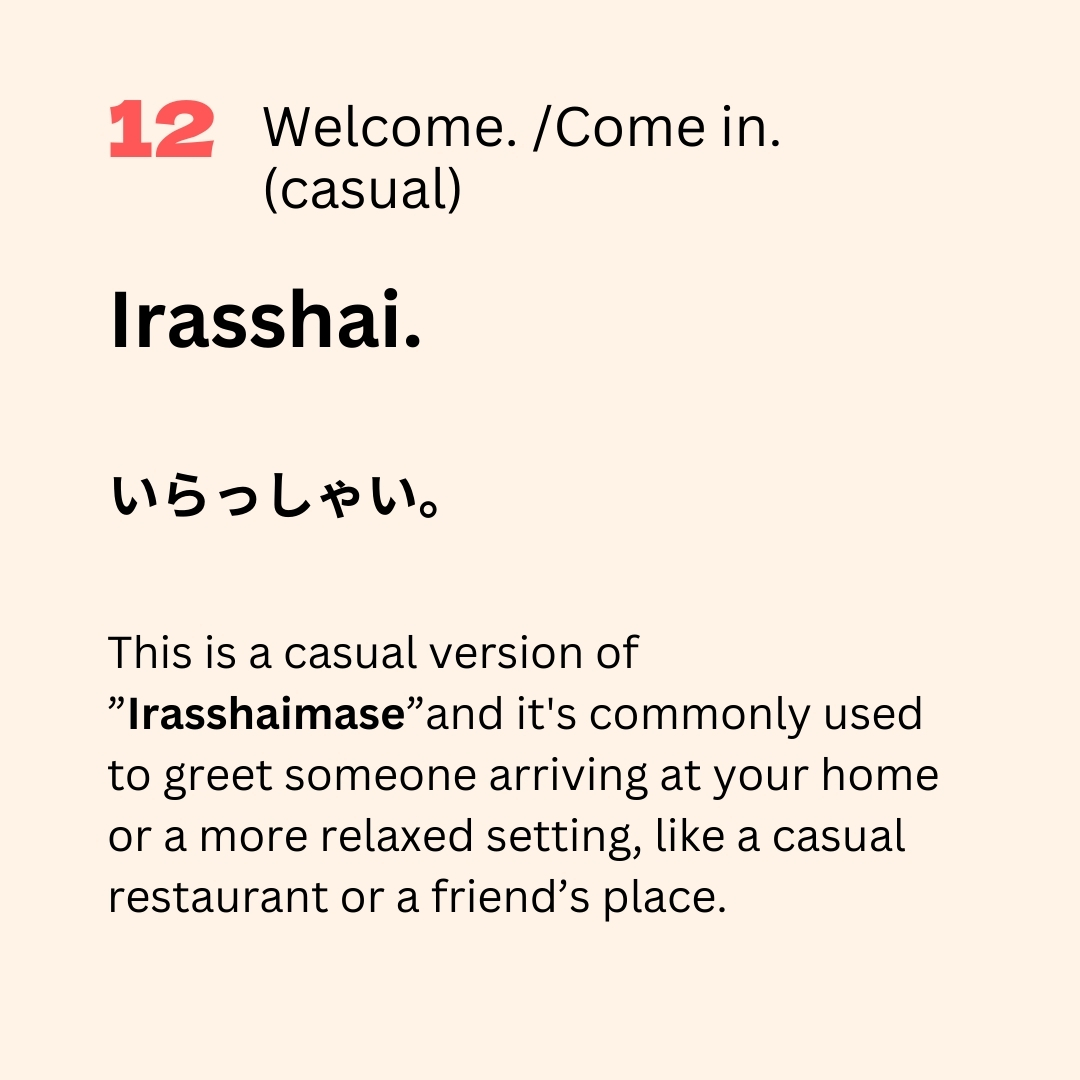 12 Welcome. /Come in.
(casual)
Irasshai.
いらっしゃい。
This is a casual version of
”Irasshaimase”and it's commonly used
to greet someone arriving at your home
or a more relaxed setting, like a casual
restaurant or a friend’s place.